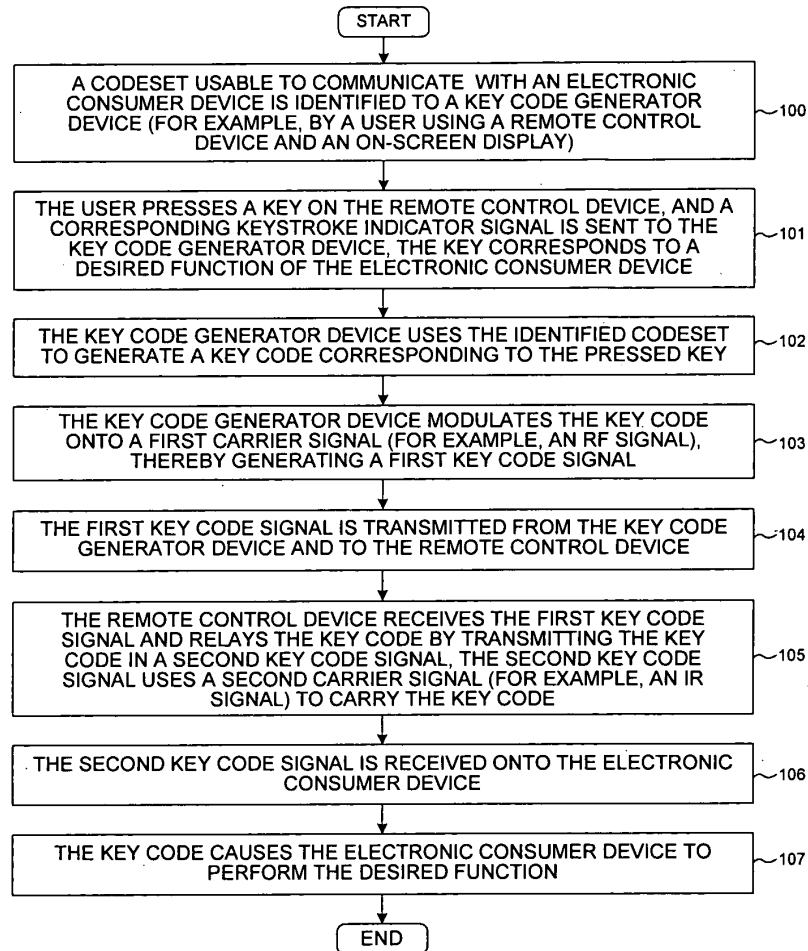 START
A CODESET USABLE TO COMMUNICATE WITH AN ELECTRONIC
CONSUMER DEVICE IS IDENTIFIED TO A KEY CODE GENERATOR
DEVICE (FOR EXAMPLE, BY A USER USING A REMOTE CONTROL
DEVICE AND AN ON-SCREEN DISPLAY)
100
THE USER PRESSES A KEY ON THE REMOTE CONTROL DEVICE, AND A
CORRESPONDING KEYSTROKE INDICATOR SIGNAL IS SENT TO THE
KEY CODE GENERATOR DEVICE, THE KEY CORRESPONDS TO A
DESIRED FUNCTION OF THE ELECTRONIC CONSUMER DEVICE
101
THE KEY CODE GENERATOR DEVICE USES THE IDENTIFIED CODESET
TO GENERATE A KEY CODE CORRESPONDING TO THE PRESSED KEY
102
THE KEY CODE GENERATOR DEVICE MODULATES THE KEY CODE
ONTO A FIRST CARRIER SIGNAL (FOR EXAMPLE, AN RF SIGNAL),
THEREBY GENERATING A FIRST KEY CODE SIGNAL
103
THE FIRST KEY CODE SIGNAL IS TRANSMITTED FROM THE KEY CODE
GENERATOR DEVICE AND TO THE REMOTE CONTROL DEVICE
104
THE REMOTE CONTROL DEVICE RECEIVES THE FIRST KEY CODE
SIGNAL AND RELAYS THE KEY CODE BY TRANSMITTING THE KEY
CODE IN A SECOND KEY CODE SIGNAL, THE SECOND KEY CODE
SIGNAL USES A SECOND CARRIER SIGNAL (FOR EXAMPLE, AN IR
SIGNAL) TO CARRY THE KEY CODE
105
THE SECOND KEY CODE SIGNAL IS RECEIVED ONTO THE ELECTRONIC
CONSUMER DEVICE
106
THE KEY CODE CAUSES THE ELECTRONIC CONSUMER DEVICE TO
PERFORM THE DESIRED FUNCTION
107
END